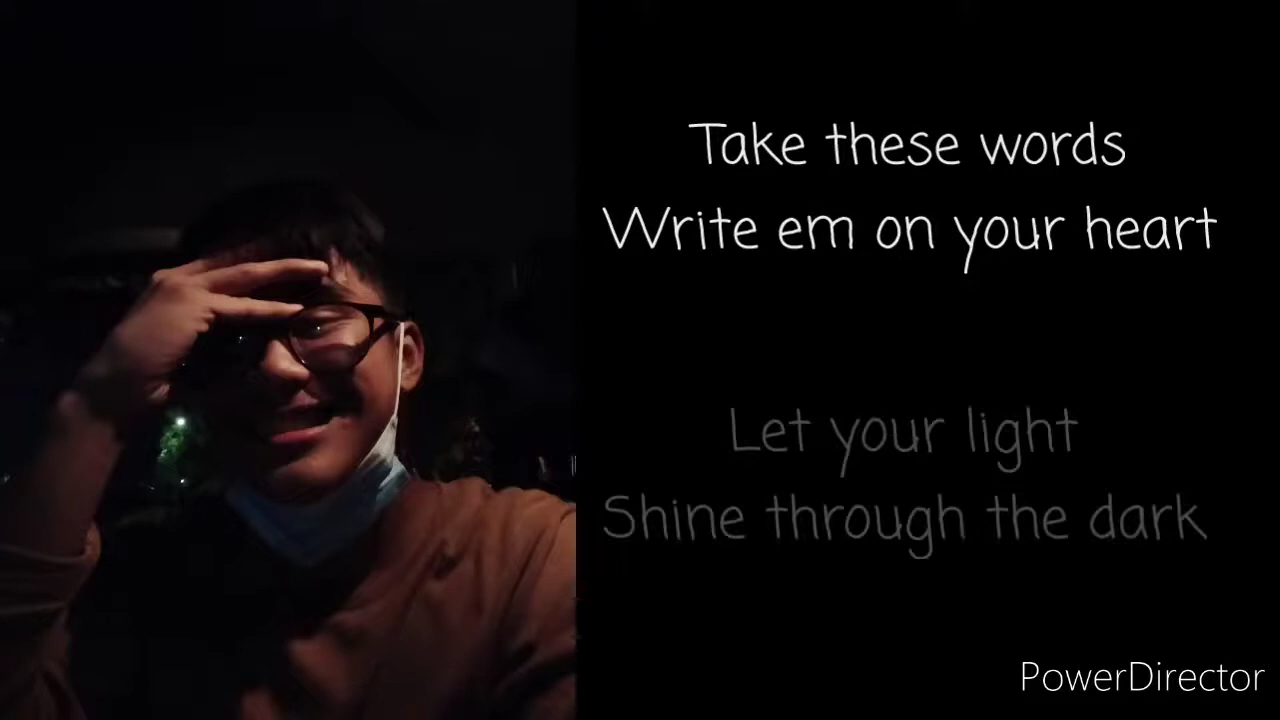 Take these words
Write em on your heart
Let your light
Shine through the dark
PowerDirector